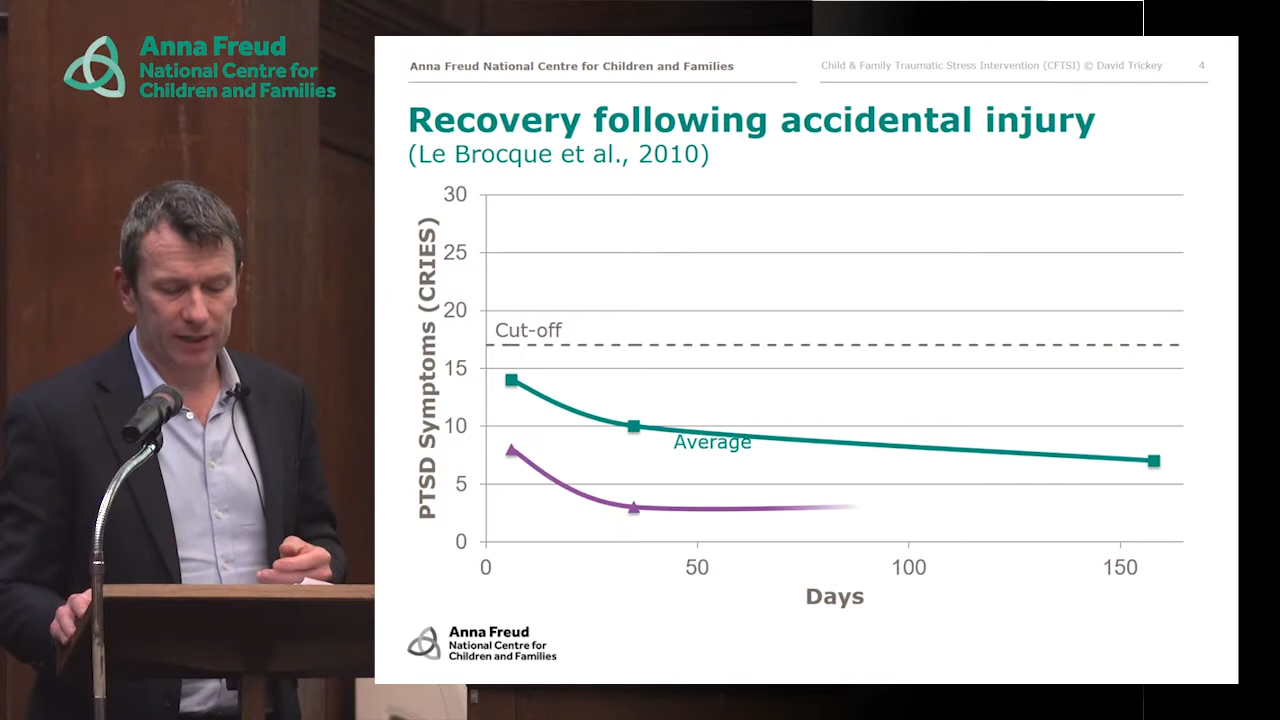 Anna Freud
National Centre for
Children and Families
Anna Freud National Centre for Children and Families
Child & Family Traumatic Stress Intervention (CFTSI) © David Trickey 4
Recovery following accidental injury
(Le Brocque et al., 2010)
PTSD Symptoms (CRIES)
30
25
20
15
10
5
0
Cut-off
Average
0 50 100 150
Days
Anna Freud
National Centre for
Children and Families